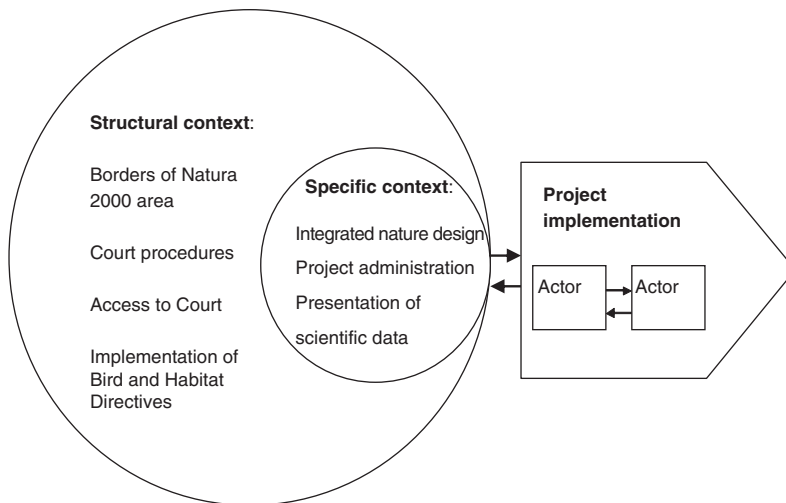 Structural context:
Borders of Natura
2000 area
Court procedures
Access to Court
Implementation of
Bird and Habitat
Directives
Specific context:
Integrated nature design
Project administration
Presentation of
scientific data
Project
implementation
Actor
Actor